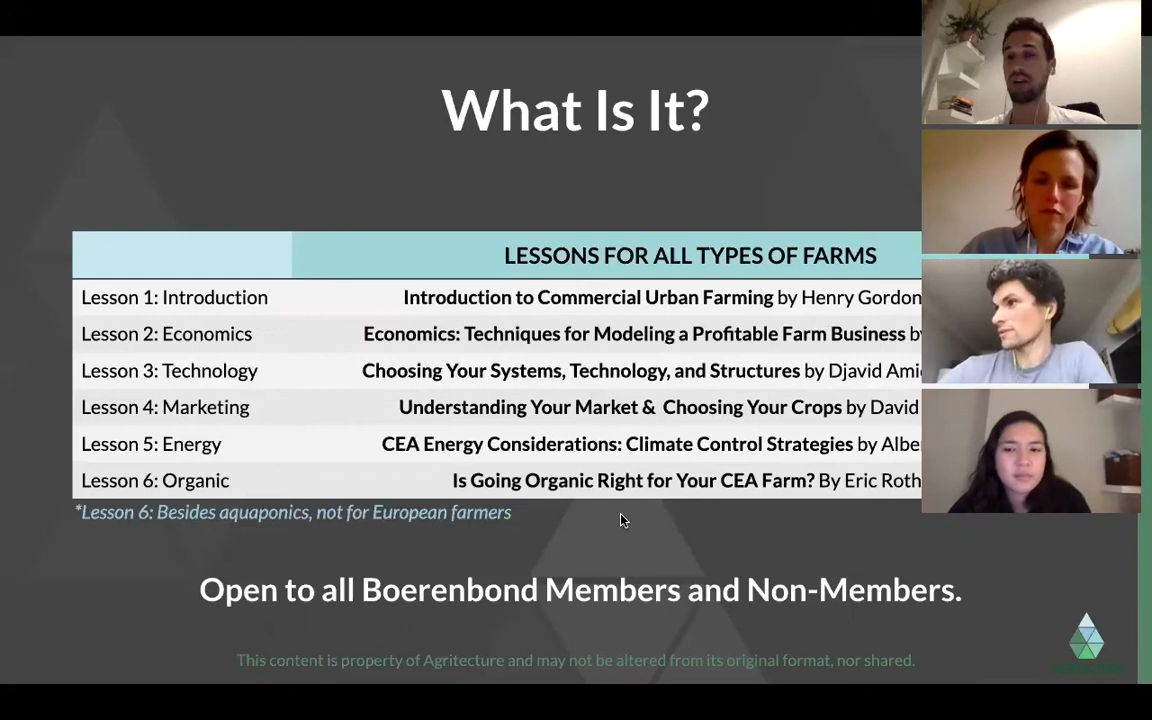 What Is It?
LESSONS FOR ALL TYPES OF FARMS
Lesson 1: Introduction Introduction to Commercial Urban Farming by Henry Gordon
Lesson 2: Economics Economics: Techniques for Modeling a Profitable Farm Business
Lesson 3: Technology Choosing Your Systems, Technology, and Structures by Djavid
Lesson 4: Marketing Understanding Your Market & Choosing Your Crops by David
Lesson 5: Energy CEA Energy Considerations: Climate Control Strategies by
Lesson 6: Organic Is Going Organic Right for Your CEA Farm? By Eric Roth
*Lesson 6: Besides aquaponics, not for European farmers
Open to all Boerenbond Members and Non-Members.
This content is property of Agritecture and may not be altered from its original format, nor shared.